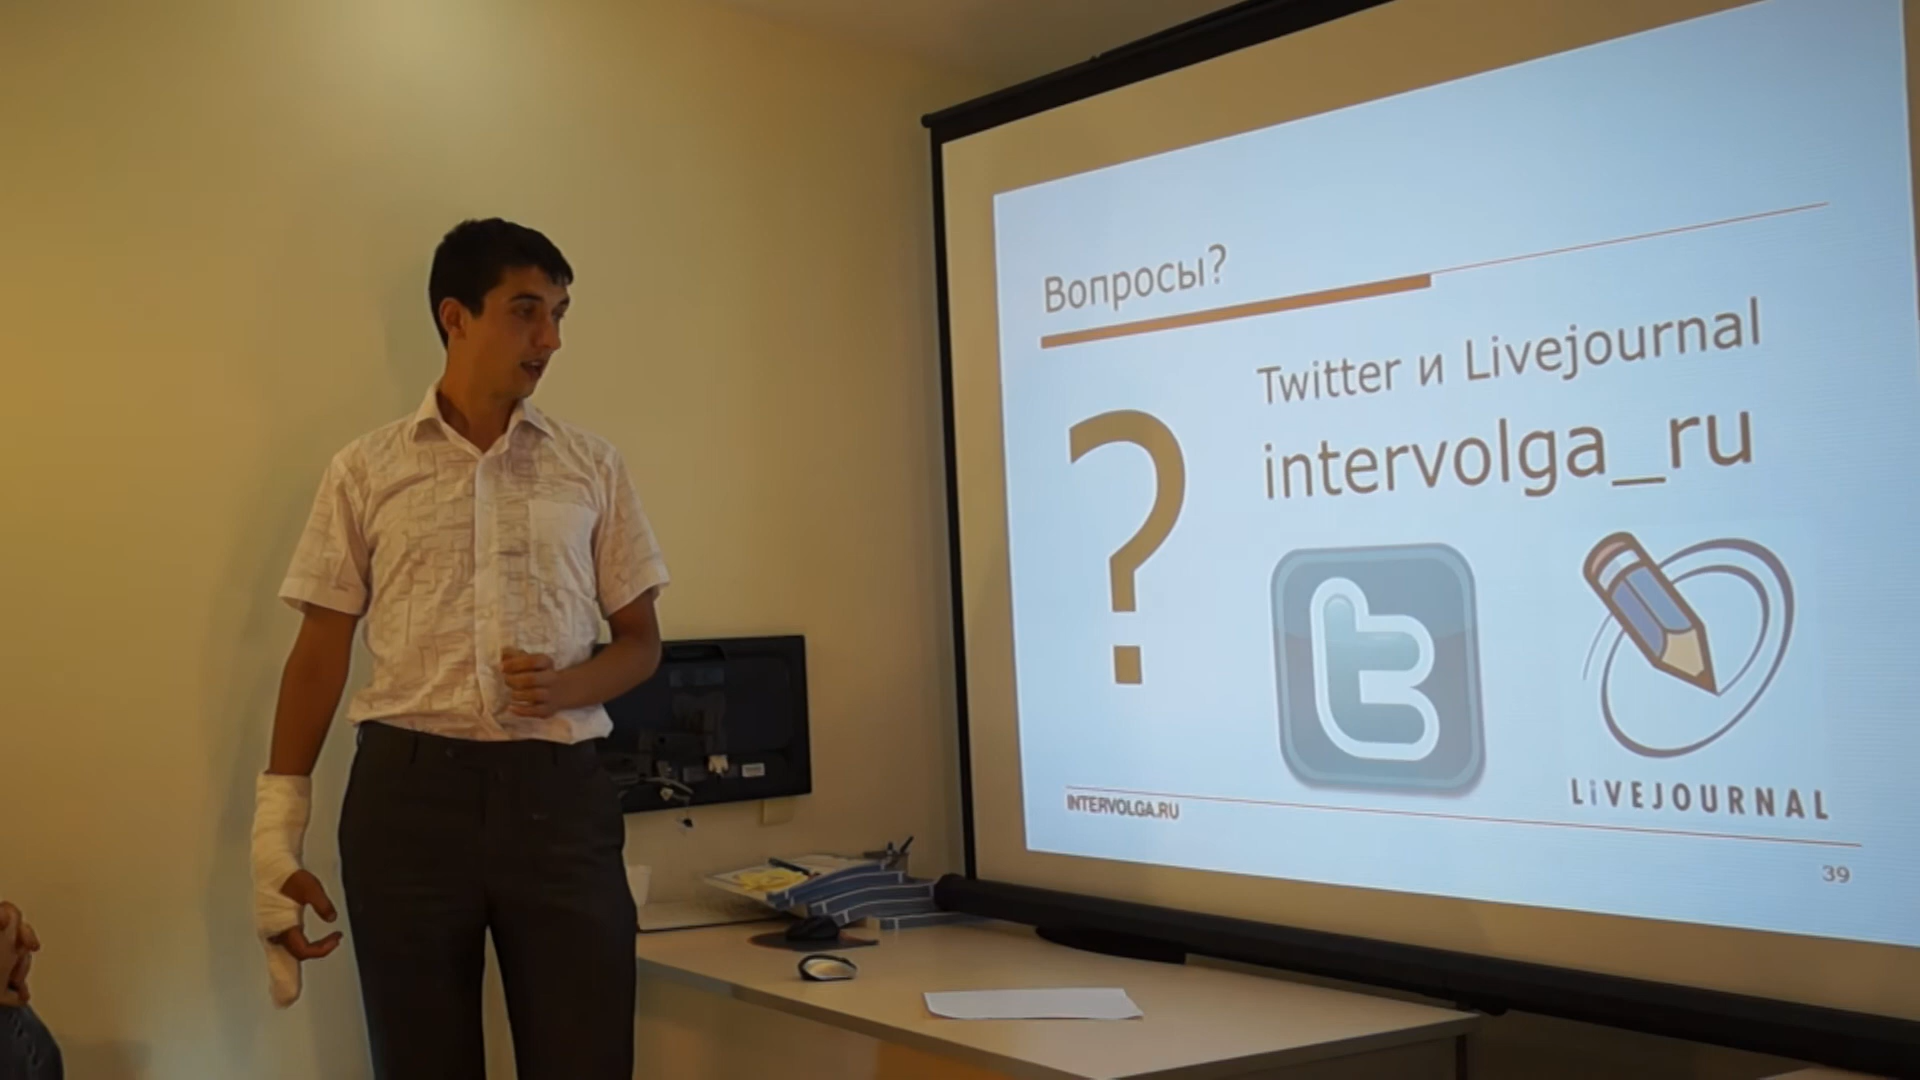 Вопросы?
?
Twitter и Livejournal
intervolga_ru
t
LiVEJOURNAL
INTERVOLGA.RU
39